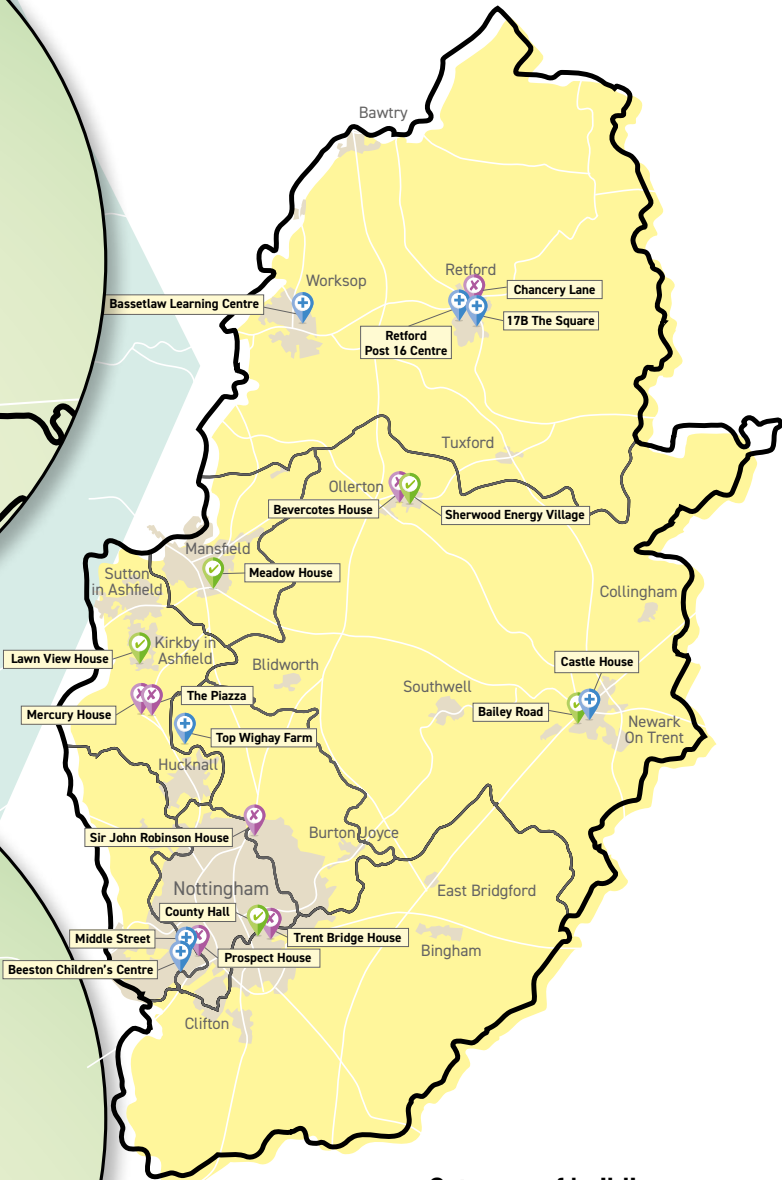 Bawtry
Worksop
Retford
Chancery Lane
Bassetlaw Learning Centre
17B The Square
Retford
Post 16 Centre
Tuxford
Ollerton
Bevercotes House
Sherwood Energy Village
Mansfield
Meadow House
Sutton
in Ashfield
Collingham
Lawn View House
Kirkby in
Ashfield
Blidworth
Castle House
Southwell
The Piazza
Mercury House
Bailey Road
Newark
On Trent
Top Wighay Farm
Hucknall
Sir John Robinson House
Burton Joyce
Nottingham
East Bridgford
County Hall
Middle Street
Trent Bridge House
Bingham
Prospect House
Beeston Children's Centre
Clifton